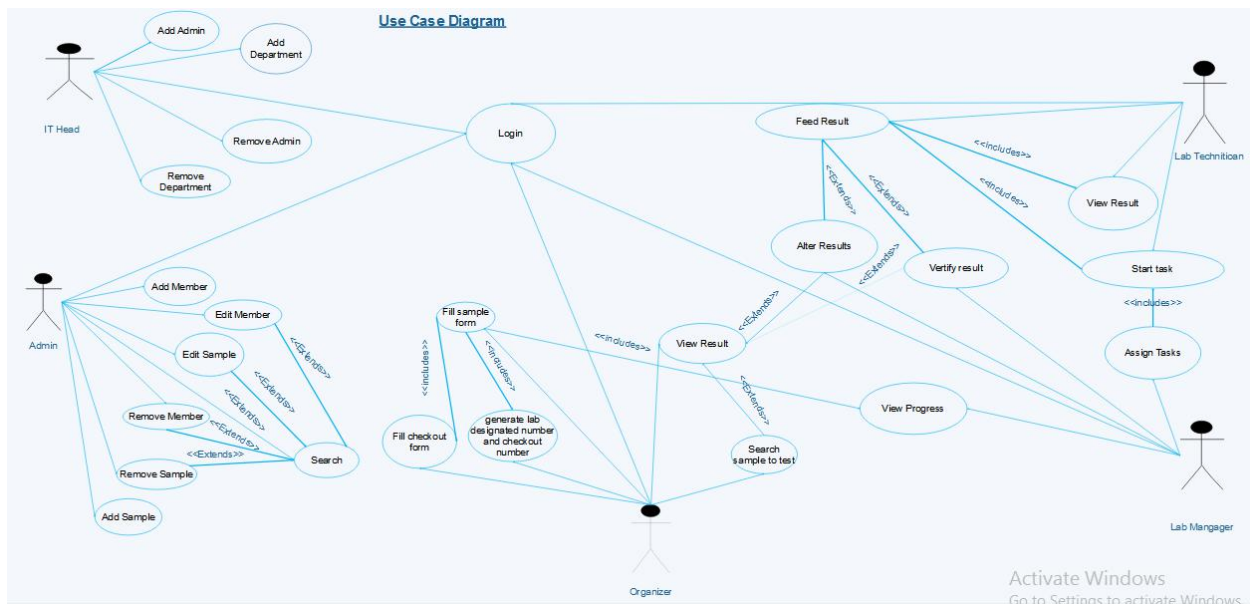 Use Case Diagram
Add Admin
Add
Department
IT Head
Login
Feed Result
Remove Admin
Remove
Department
<<includes>>
Lab Technitican
<<Includes>>
<<Extends>>
<<Extends>>
View Result
Alter Results
<<Extends>>
Vertify result
Start task
Add Member
Edit Member
Admin
Edit Sample
<<Extends>>
<<Extends>>
<<Extends>>
Remove Member
<<Extends>>
<<Extends>>
Remove Sample
Search
Add Sample
Fill sample
form
<<includes>>
<<Includes>>
<<includes>>
View Result
<<Extends>>
<<includes>>
Assign Tasks
<<Extends>>
View Progress
Fill checkout
form
generate lab
designated number
and checkout
number
Search
sample to test
Lab Mangager
Organizer
Activate Windows
Go to Settings to activate Windows.